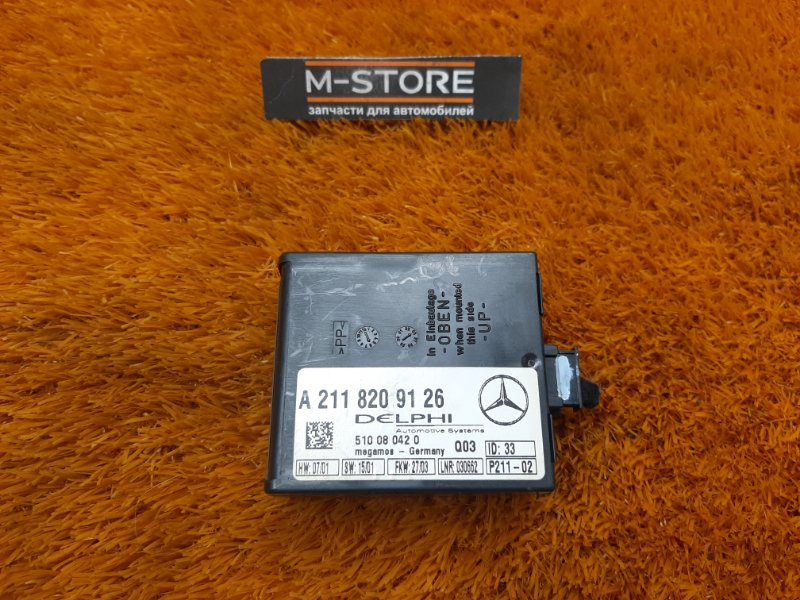 M-STORE
запчасти для автомобилей
>PP<
in Einbaulage
-OBEN-
when mounted
this side
-UP-
A 211 820 91 26
DELPHI
Automotive Systems
510 08 042 0
Q03
ID: 33
megamos - Germany
HW: 07/01
SW: 15/01
FKW: 27/03
LNR: 030662
P211-02